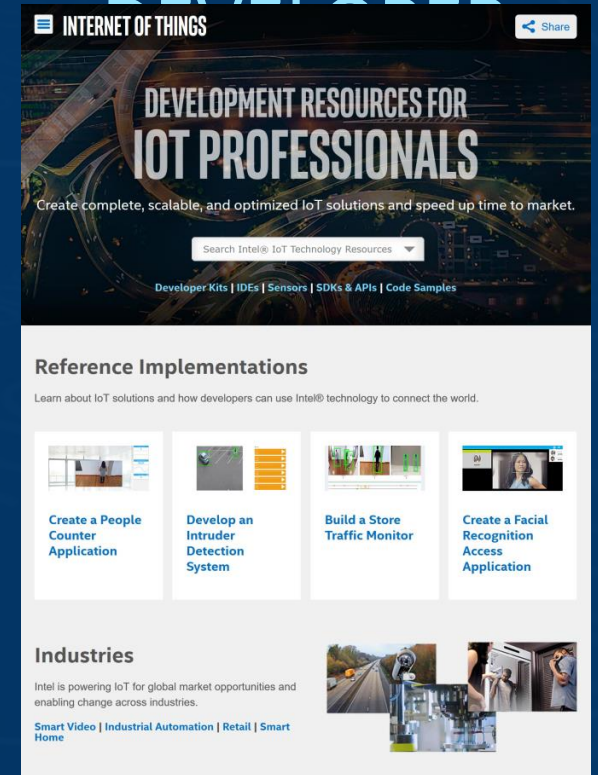 DEVELOPER
INTERNET OF THINGS
Share
DEVELOPMENT RESOURCES FOR
IOT PROFESSIONALS
Create complete, scalable, and optimized IoT solutions and speed up time to market.
Search Intel® IoT Technology Resources
Developer Kits | IDEs | Sensors | SDKs & APIs | Code Samples
Reference Implementations
Learn about IoT solutions and how developers can use Intel® technology to connect the world.
Create a People
Counter
Application
Develop an
Intruder
Detection
System
Build a Store
Traffic Monitor
Create a Facial
Recognition
Access
Application
Industries
Intel is powering IoT for global market opportunities and
enabling change across industries.
Smart Video | Industrial Automation | Retail | Smart
Home